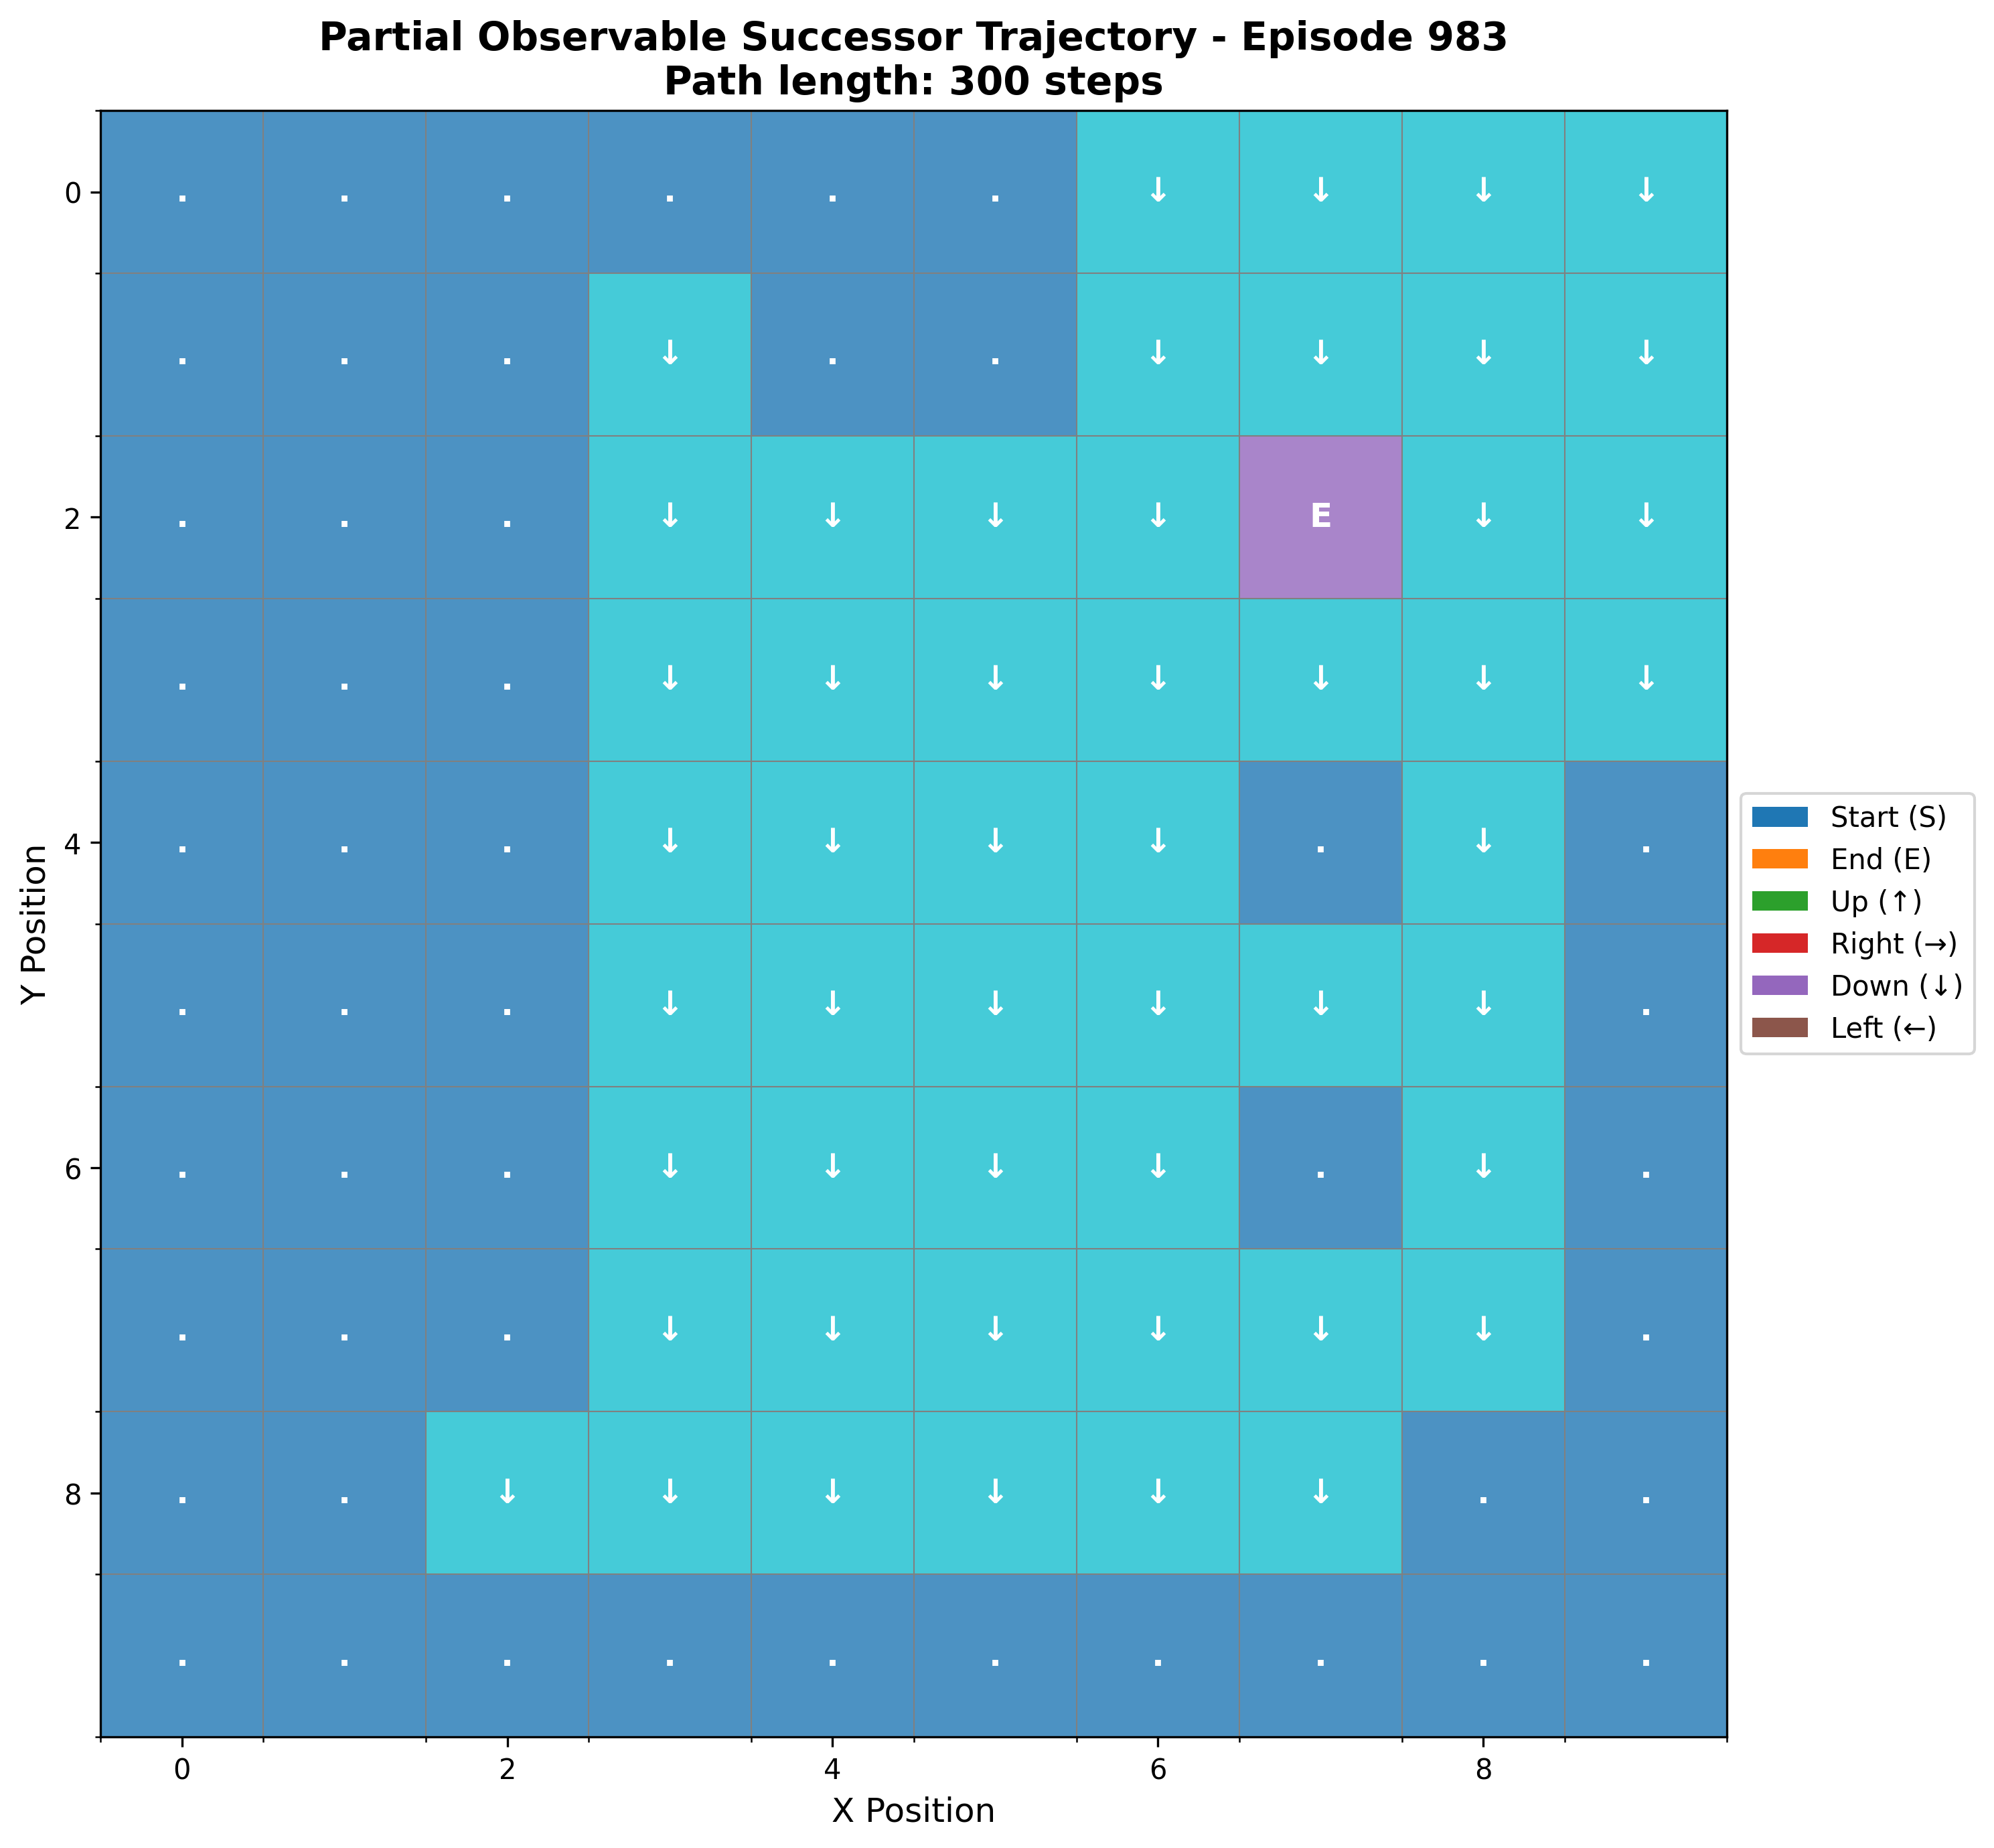 Partial Observable Successor Trajectory - Episode 983
Path length: 300 steps
0 . . . . . . ↓ ↓ ↓ ↓
. . . ↓ . . ↓ ↓ ↓ ↓
2 . . . ↓ ↓ ↓ ↓ E ↓ ↓
. . . ↓ ↓ ↓ ↓ ↓ ↓ ↓
4 . . . ↓ ↓ ↓ ↓ . ↓ .
. . . ↓ ↓ ↓ ↓ ↓ ↓ .
6 . . . ↓ ↓ ↓ ↓ . ↓ .
. . . ↓ ↓ ↓ ↓ ↓ ↓ .
8 . . ↓ ↓ ↓ ↓ ↓ ↓ . .
. . . . . . . . . .
0 2 4 6 8
X Position
Y Position
Start (S)
End (E)
Up (↑)
Right (→)
Down (↓)
Left (←)